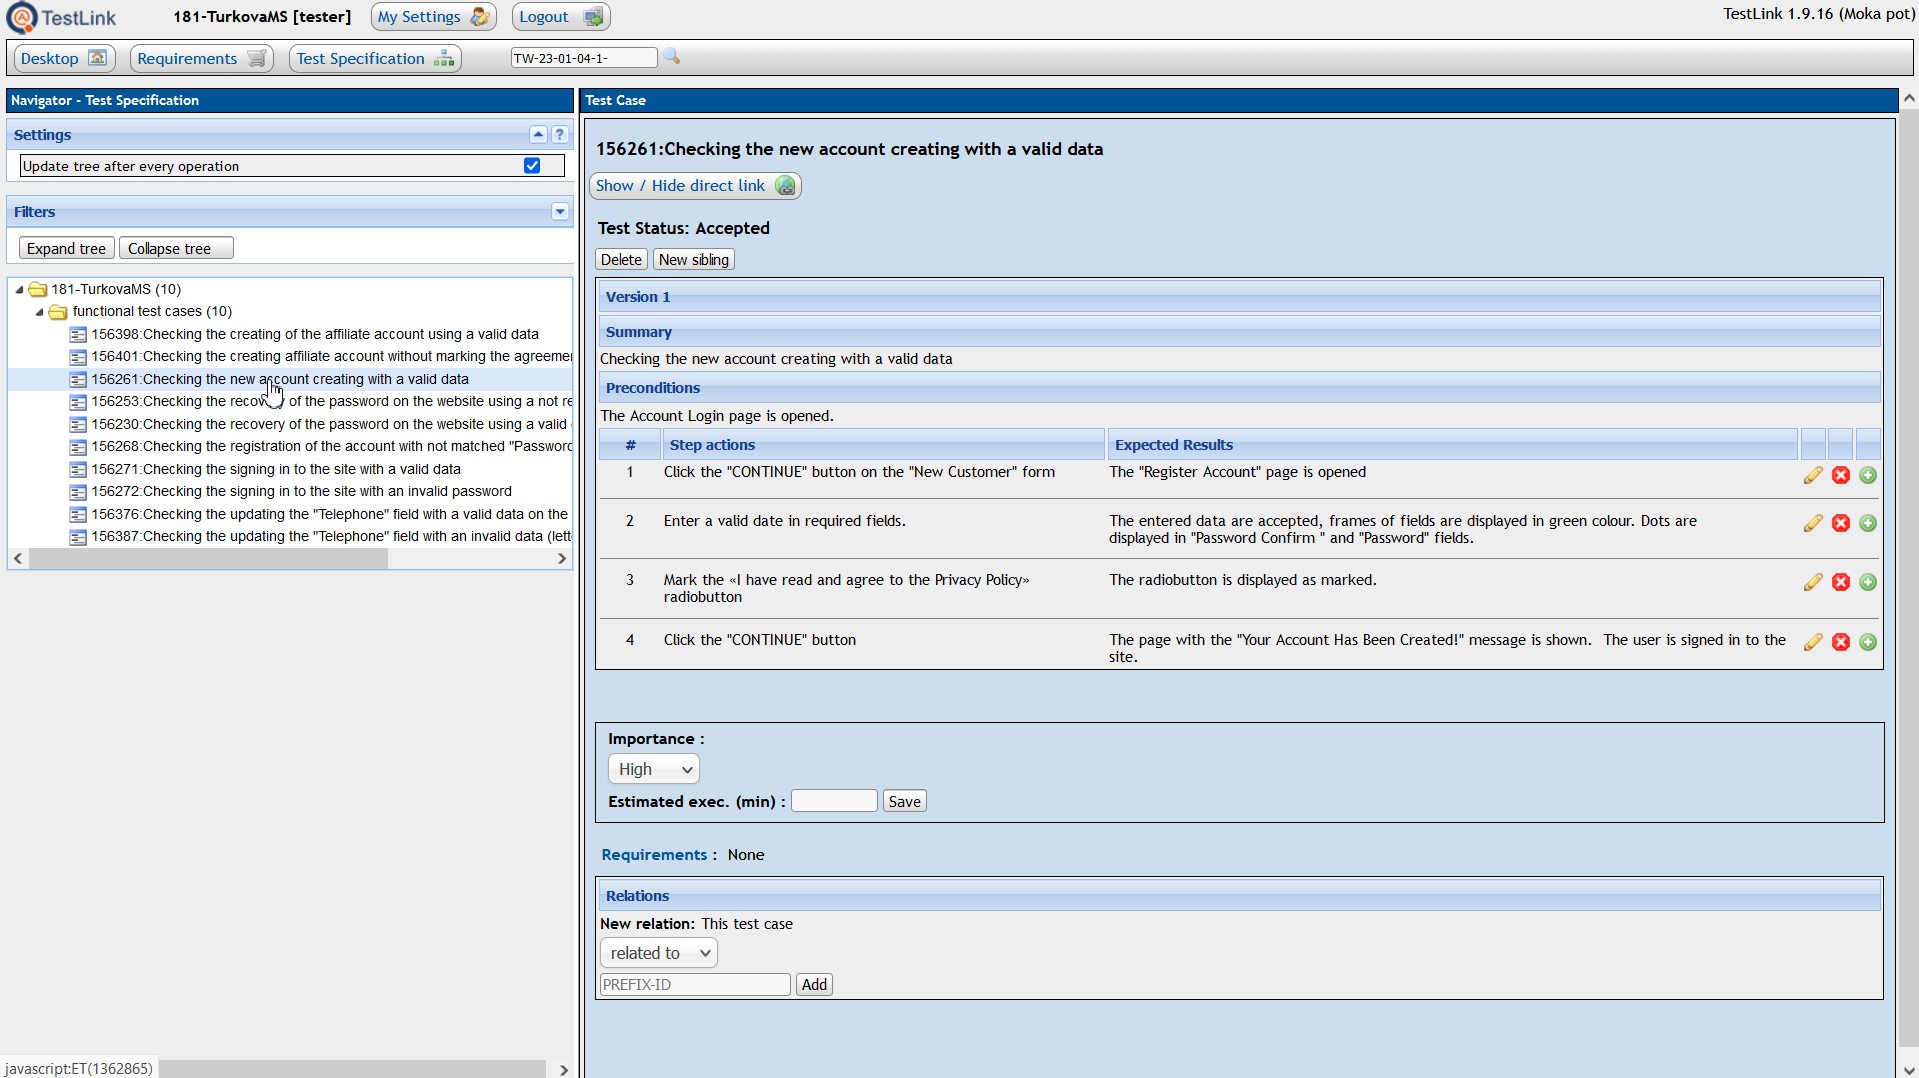 TestLink
181-TurkovaMS [tester]
My Settings
Logout
TestLink 1.9.16 (Moka pot)
Desktop
Requirements
Test Specification
TW-23-01-04-1-
Navigator - Test Specification
Settings
?
Update tree after every operation
Filters
Expand tree
Collapse tree
181-TurkovaMS (10)
functional test cases (10)
156398:Checking the creating of the affiliate account using a valid data
156401:Checking the creating affiliate account without marking the agreemen
156261:Checking the new account creating with a valid data
156253:Checking the recovery of the password on the website using a not re
156230:Checking the recovery of the password on the website using a valid
156268:Checking the registration of the account with not matched "Password
156271:Checking the signing in to the site with a valid data
156272:Checking the signing in to the site with an invalid password
156376:Checking the updating the "Telephone" field with a valid data on the
156387:Checking the updating the "Telephone" field with an invalid data (lett
javascript:ET(1362865)
Test Case
156261:Checking the new account creating with a valid data
Show / Hide direct link
Test Status: Accepted
Delete
New sibling
Version 1
Summary
Checking the new account creating with a valid data
Preconditions
The Account Login page is opened.
# Step actions Expected Results
1 Click the "CONTINUE" button on the "New Customer" form The "Register Account" page is opened
2 Enter a valid date in required fields. The entered data are accepted, frames of fields are displayed in green colour. Dots are
displayed in "Password Confirm " and "Password" fields.
3 Mark the «I have read and agree to the Privacy Policy» The radiobutton is displayed as marked.
radiobutton
4 Click the "CONTINUE" button The page with the "Your Account Has Been Created!" message is shown. The user is signed in to the
site.
Importance :
High
Estimated exec. (min) :
Save
Requirements : None
Relations
New relation: This test case
related to
PREFIX-ID
Add